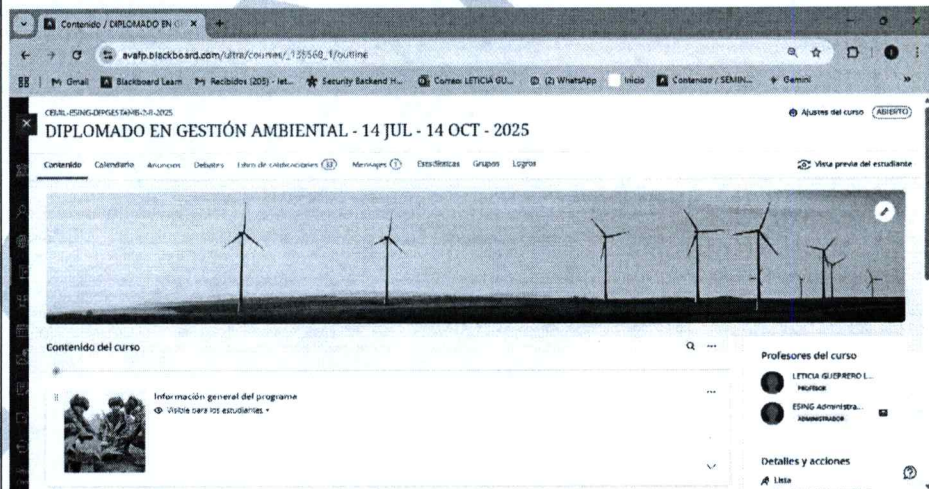 Contenido / DIPLOMADO EN G
avafp.blackboard.com/ultra/courses/_135560_1/outline
Gmail
Blackboard Learn
Recibidos (205) - let...
Security Backend H...
Correo: LETICIA GU...
(2) WhatsApp
Inicio
Contenido / SEMIN...
Gemini
DIPLOMADO EN GESTIÓN AMBIENTAL - 14 JUL - 14 OCT - 2025
Ajustes del curso
ABIERTO
Contenido
Calendario
Anuncios
Debates
Libro de calificaciones
Mensajes
Estadísticas
Grupos
Logros
Vista previa del estudiante
Contenido del curso
Información general del programa
Visible para los estudiantes
Profesores del curso
LETICIA GUERRERO L...
PROFESOR
ESING Administra...
ADMINISTRADOR
Detalles y acciones
Lista